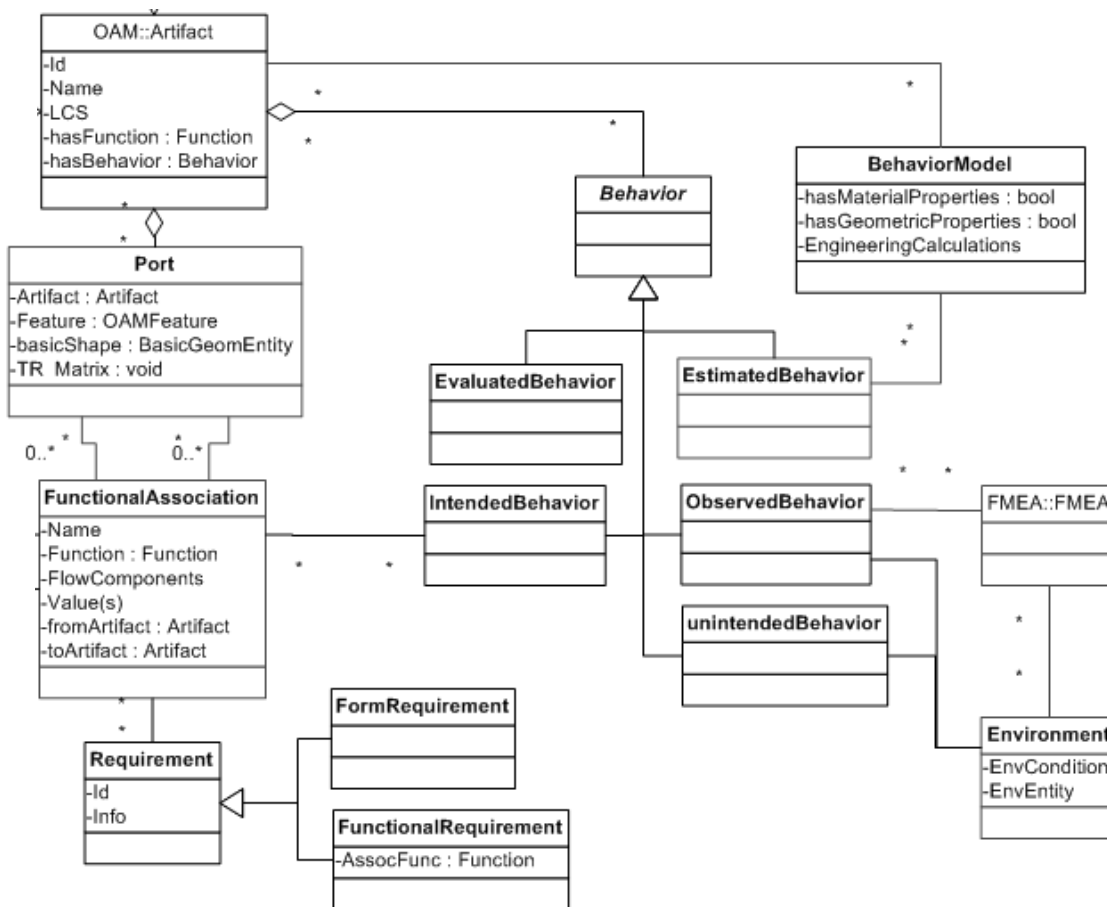 OAM::Artifact
-Id
-Name
-LCS
-hasFunction : Function
-hasBehavior : Behavior
*
*
*
*
*
*
Behavior
BehaviorModel
-hasMaterialProperties : bool
-hasGeometricProperties : bool
-EngineeringCalculations
Port
-Artifact : Artifact
-Feature : OAMFeature
-basicShape : BasicGeomEntity
-TR_Matrix : void
*
*
EvaluatedBehavior
EstimatedBehavior
0..*
*
*
0..*
FunctionalAssociation
-Name
-Function : Function
-FlowComponents
-Value(s)
-fromArtifact : Artifact
-toArtifact : Artifact
*
*
IntendedBehavior
ObservedBehavior
*
*
FMEA::FMEA
unintendedBehavior
*
*
*
*
FormRequirement
Requirement
-Id
-Info
FunctionalRequirement
-AssocFunc : Function
Environment
-EnvCondition
-EnvEntity